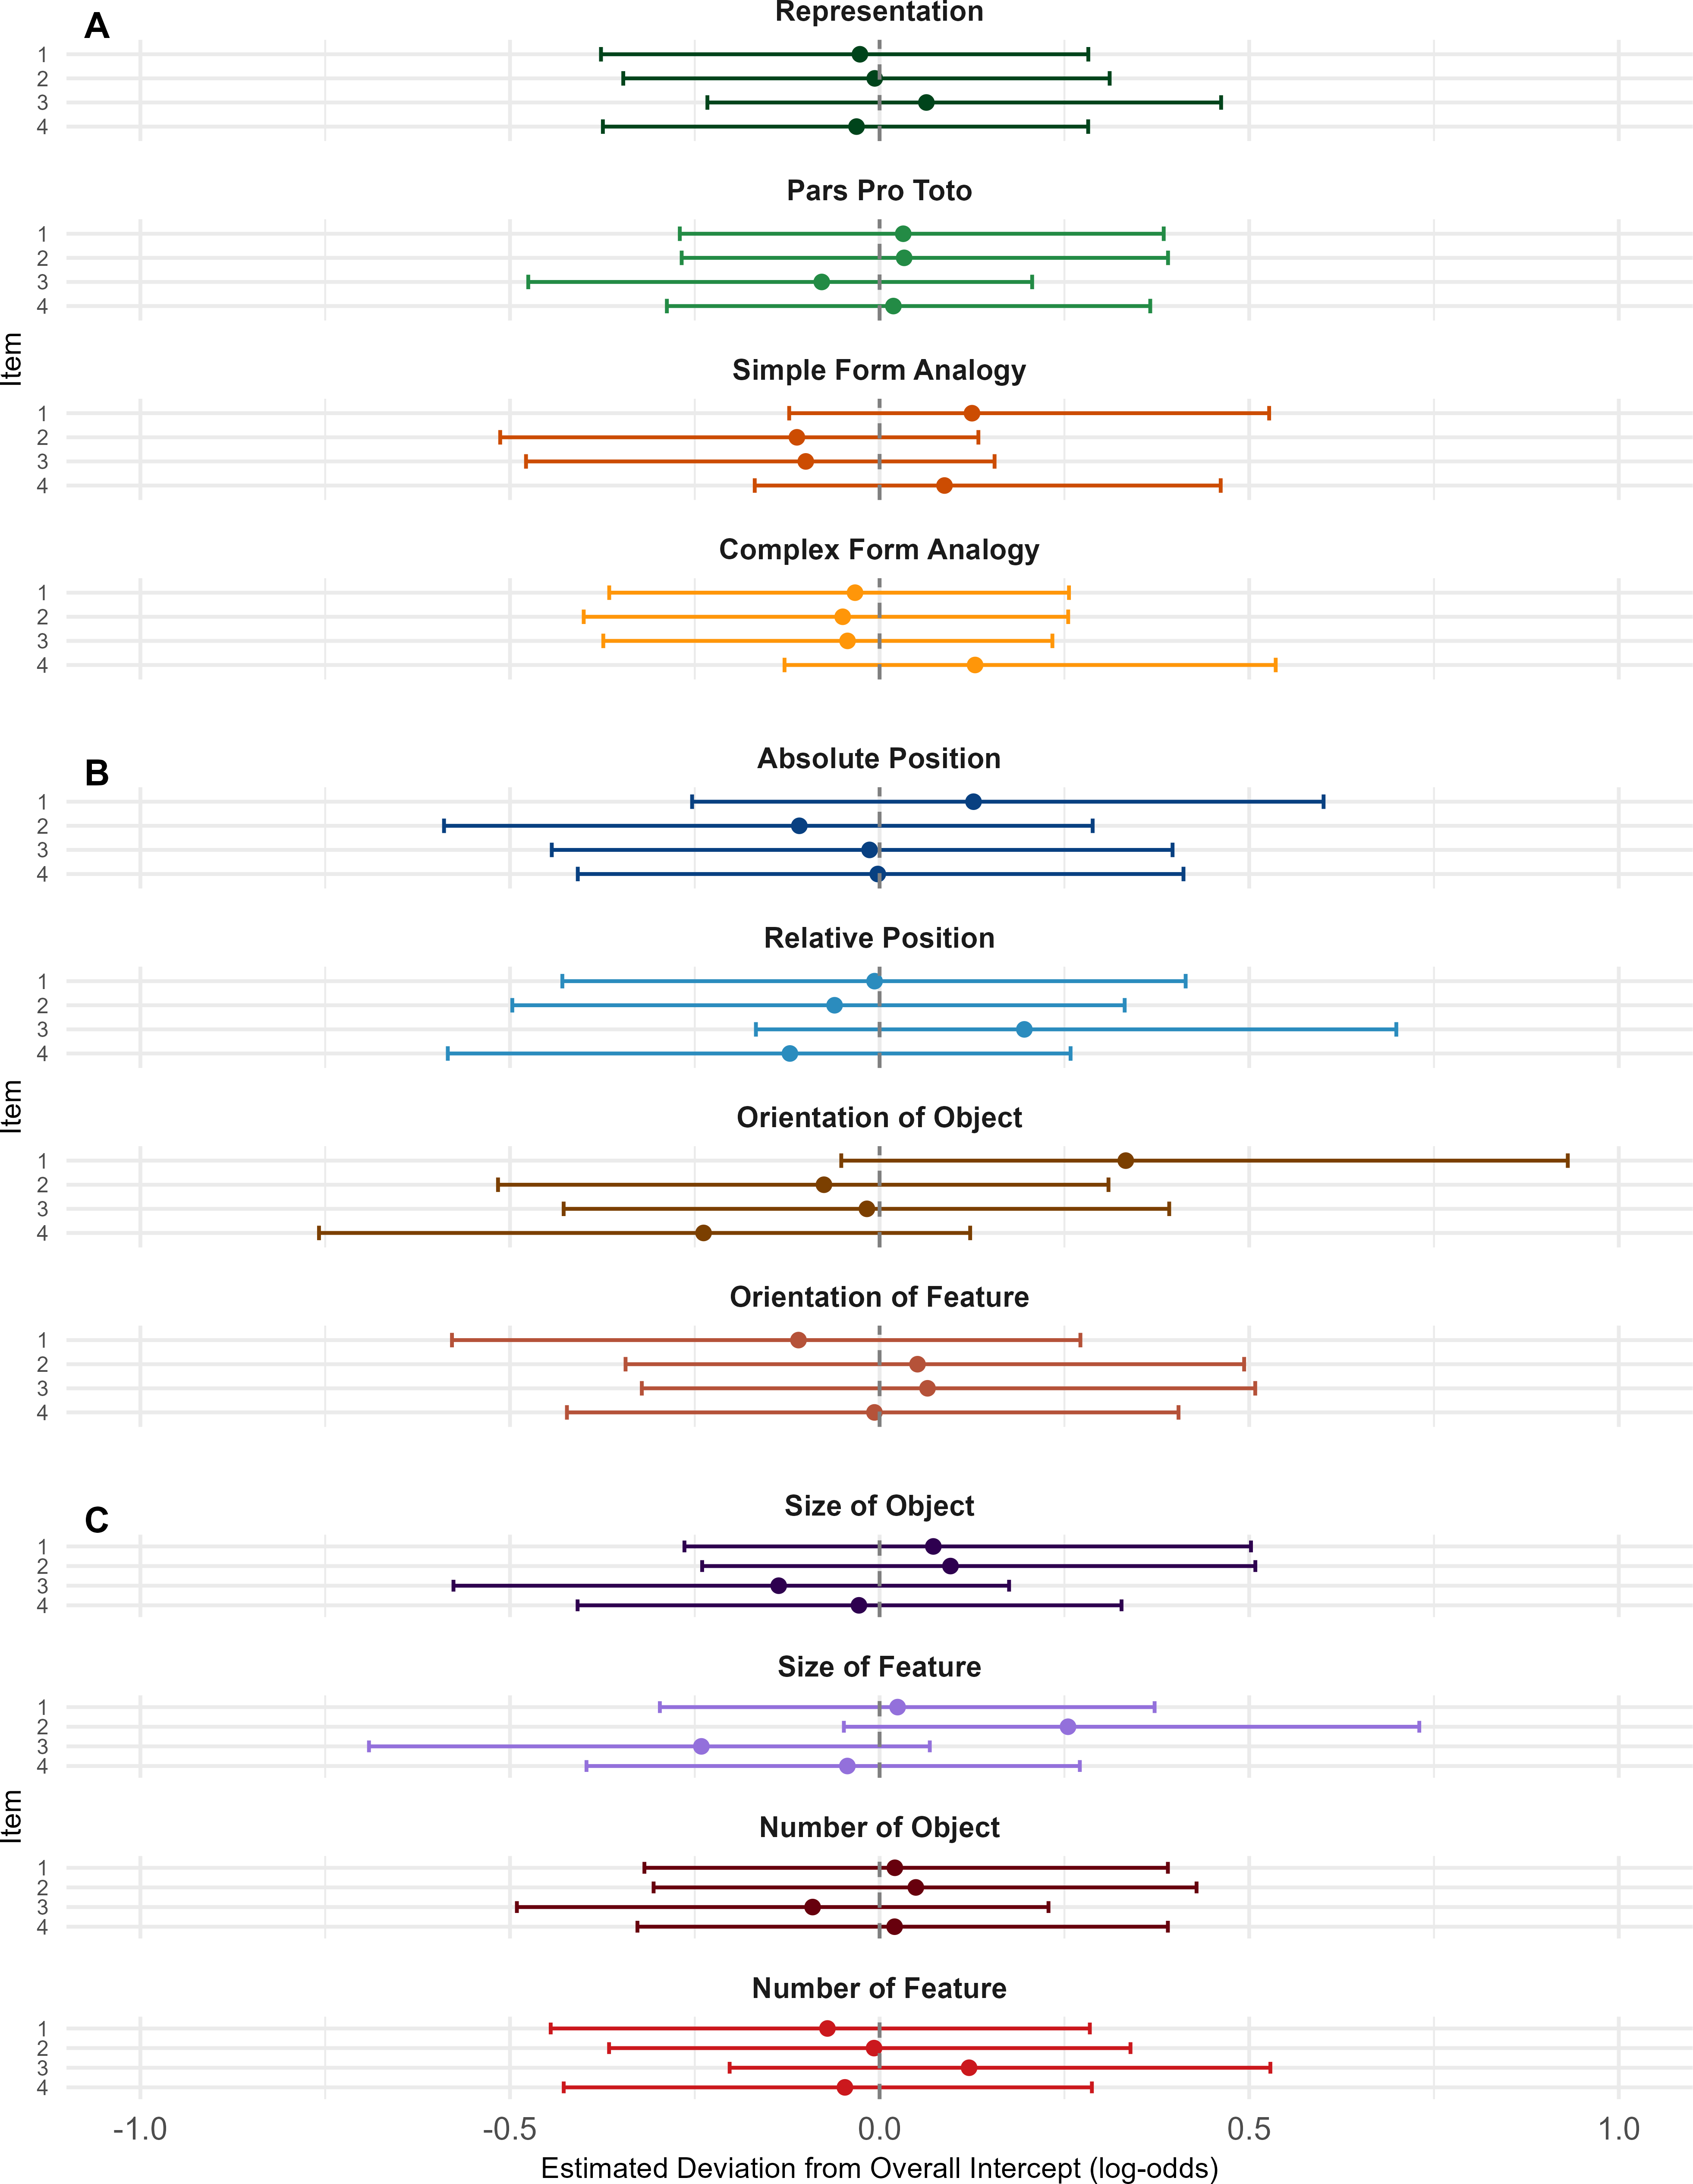 A
Representation
1
2
3
4
Pars Pro Toto
1
2
3
4
Item
Simple Form Analogy
1
2
3
4
Complex Form Analogy
1
2
3
4
B
Absolute Position
1
2
3
4
Relative Position
1
2
3
4
Item
Orientation of Object
1
2
3
4
Orientation of Feature
1
2
3
4
C
Size of Object
1
2
3
4
Size of Feature
1
2
3
4
Item
Number of Object
1
2
3
4
Number of Feature
1
2
3
4
-1.0 -0.5 0.0 0.5 1.0
Estimated Deviation from Overall Intercept (log-odds)